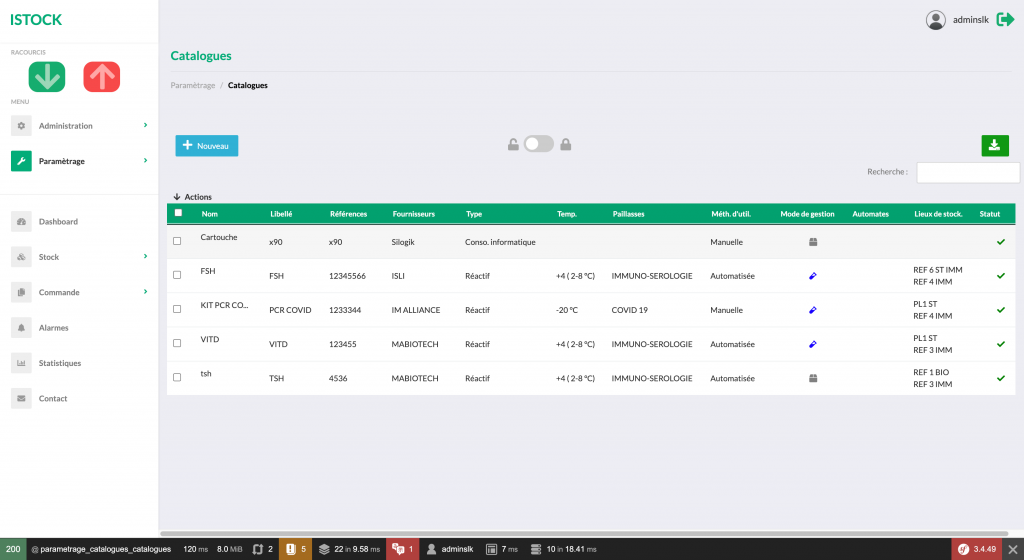 ISTOCK
adminslk
RACOURCIS
MENU
Administration
Paramètrage
Dashboard
Stock
Commande
Alarmes
Statistiques
Contact
Catalogues
Paramètrage / Catalogues
Nouveau
Recherche :
Actions
Nom Libellé Références Fournisseurs Type Temp. Paillasses Méth. d'util. Mode de gestion Automates Lieux de stock. Statut
Cartouche x90 x90 Silogik Conso. informatique Manuelle
FSH FSH 12345566 ISLI Réactif +4 ( 2-8 °C) IMMUNO-SEROLOGIE Automatisée REF 6 ST IMM
REF 4 IMM
KIT PCR CO... PCR COVID 1233344 IM ALLIANCE Réactif -20 °C COVID 19 Manuelle PL1 ST
REF 4 IMM
VITD VITD 123455 MABIOTECH Réactif +4 ( 2-8 °C) IMMUNO-SEROLOGIE Automatisée PL1 ST
REF 3 IMM
tsh TSH 4536 MABIOTECH Réactif +4 ( 2-8 °C) IMMUNO-SEROLOGIE Automatisée REF 1 BIO
REF 3 IMM
200 @ parametrage_catalogues_catalogues 120 ms 8.0 MiB 2 5 22 in 9.58 ms 1 adminslk 7 ms 10 in 18.41 ms 3.4.49